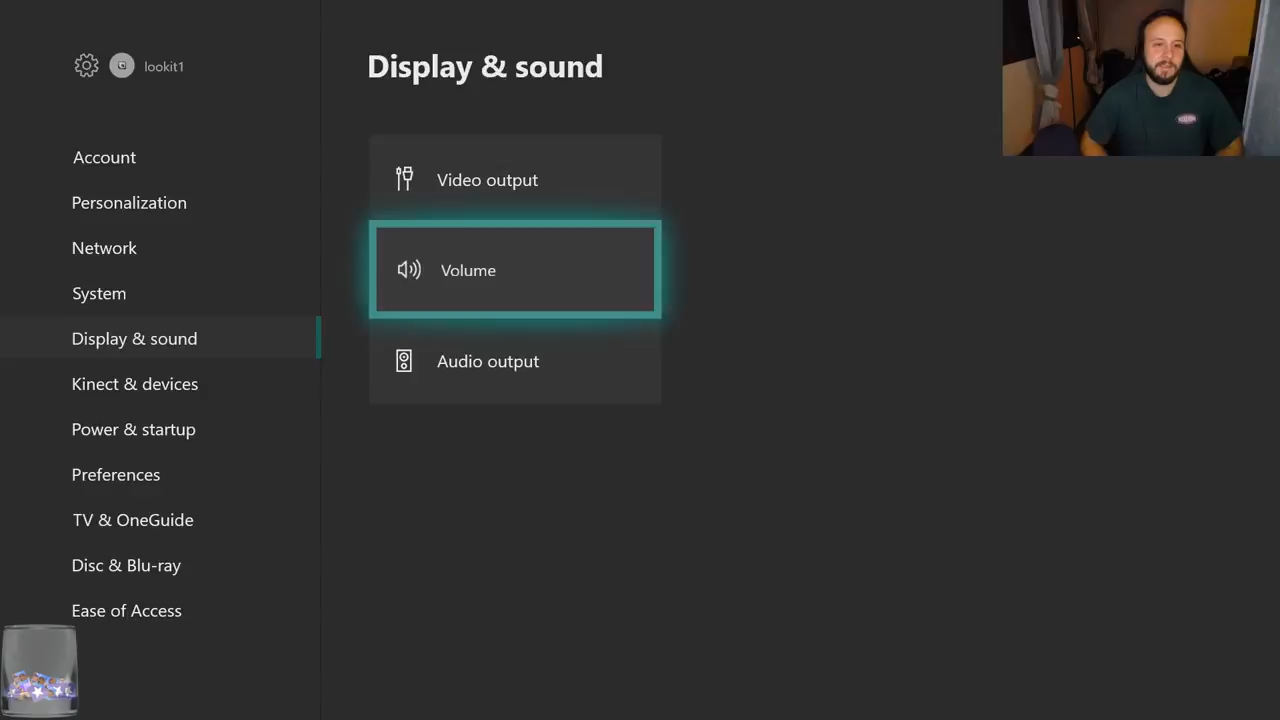 lookit1
Account
Personalization
Network
System
Display & sound
Kinect & devices
Power & startup
Preferences
TV & OneGuide
Disc & Blu-ray
Ease of Access
Display & sound
Video output
Volume
Audio output